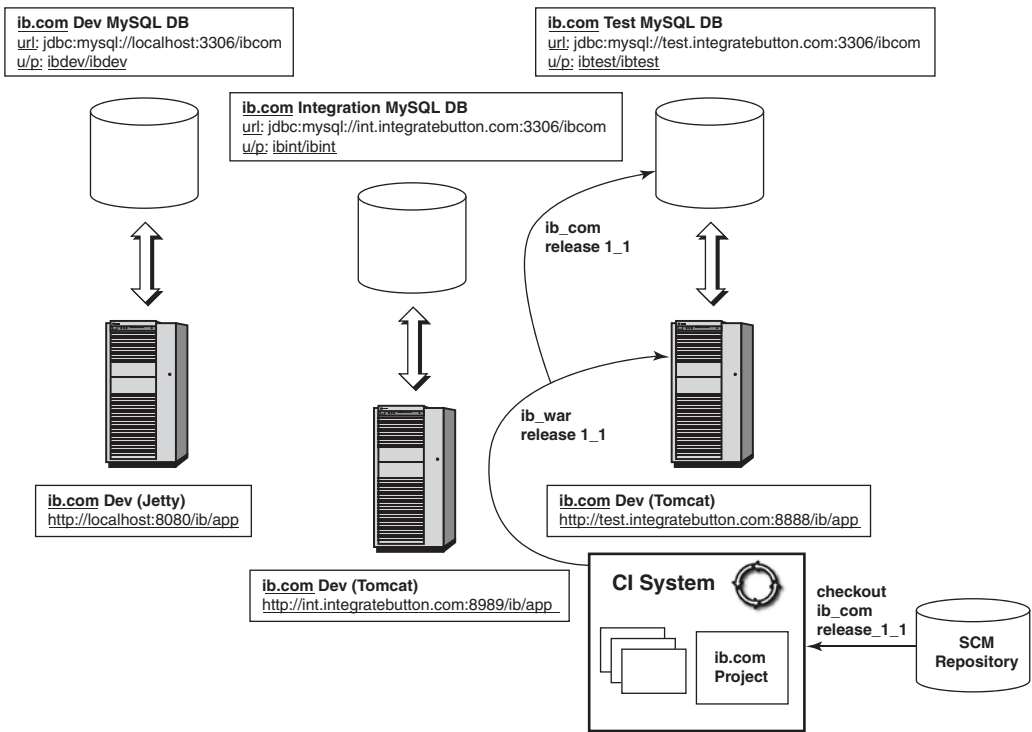 ib.com Dev MySQL DB
url: jdbc:mysql://localhost:3306/ibcom
u/p: ibdev/ibdev
ib.com Test MySQL DB
url: jdbc:mysql://test.integratebutton.com:3306/ibcom
u/p: ibtest/ibtest
ib.com Integration MySQL DB
url: jdbc:mysql://int.integratebutton.com:3306/ibcom
u/p: ibint/ibint
ib_com
release 1_1
ib_war
release 1_1
ib.com Dev (Jetty)
http://localhost:8080/ib/app
ib.com Dev (Tomcat)
http://test.integratebutton.com:8888/ib/app
ib.com Dev (Tomcat)
http://int.integratebutton.com:8989/ib/app
CI System
ib.com
Project
checkout
ib_com
release_1_1
SCM
Repository